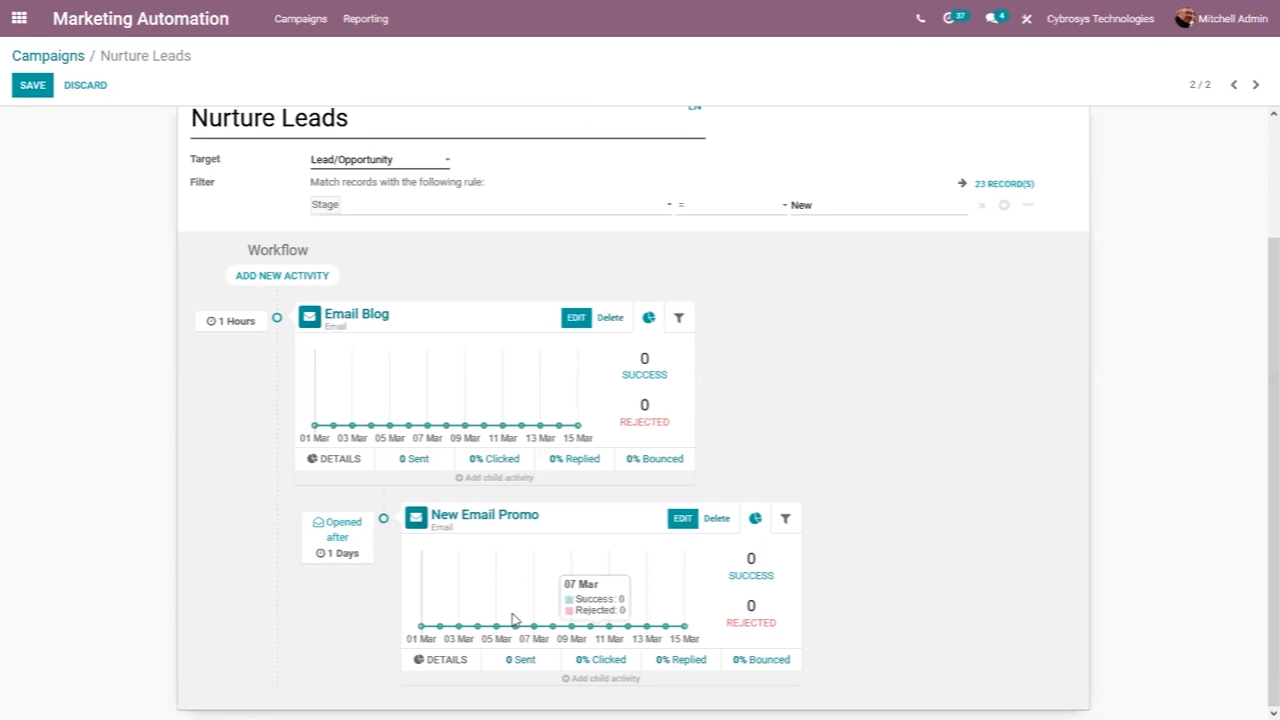 Marketing Automation Campaigns Reporting 37 4 Cybrosys Technologies Mitchell Admin
Campaigns / Nurture Leads
SAVE DISCARD 2 / 2
Nurture Leads EN
Target Lead/Opportunity
Filter Match records with the following rule: 23 RECORD(S)
Stage = New
Workflow
ADD NEW ACTIVITY
1 Hours
Email Blog EDIT Delete
Email
0
SUCCESS
0
REJECTED
01 Mar 03 Mar 05 Mar 07 Mar 09 Mar 11 Mar 13 Mar 15 Mar
DETAILS 0 Sent 0% Clicked 0% Replied 0% Bounced
Add child activity
Opened
after
1 Days
New Email Promo EDIT Delete
Email
0
SUCCESS
0
REJECTED
07 Mar
Success: 0
Rejected: 0
01 Mar 03 Mar 05 Mar 07 Mar 09 Mar 11 Mar 13 Mar 15 Mar
DETAILS 0 Sent 0% Clicked 0% Replied 0% Bounced
Add child activity